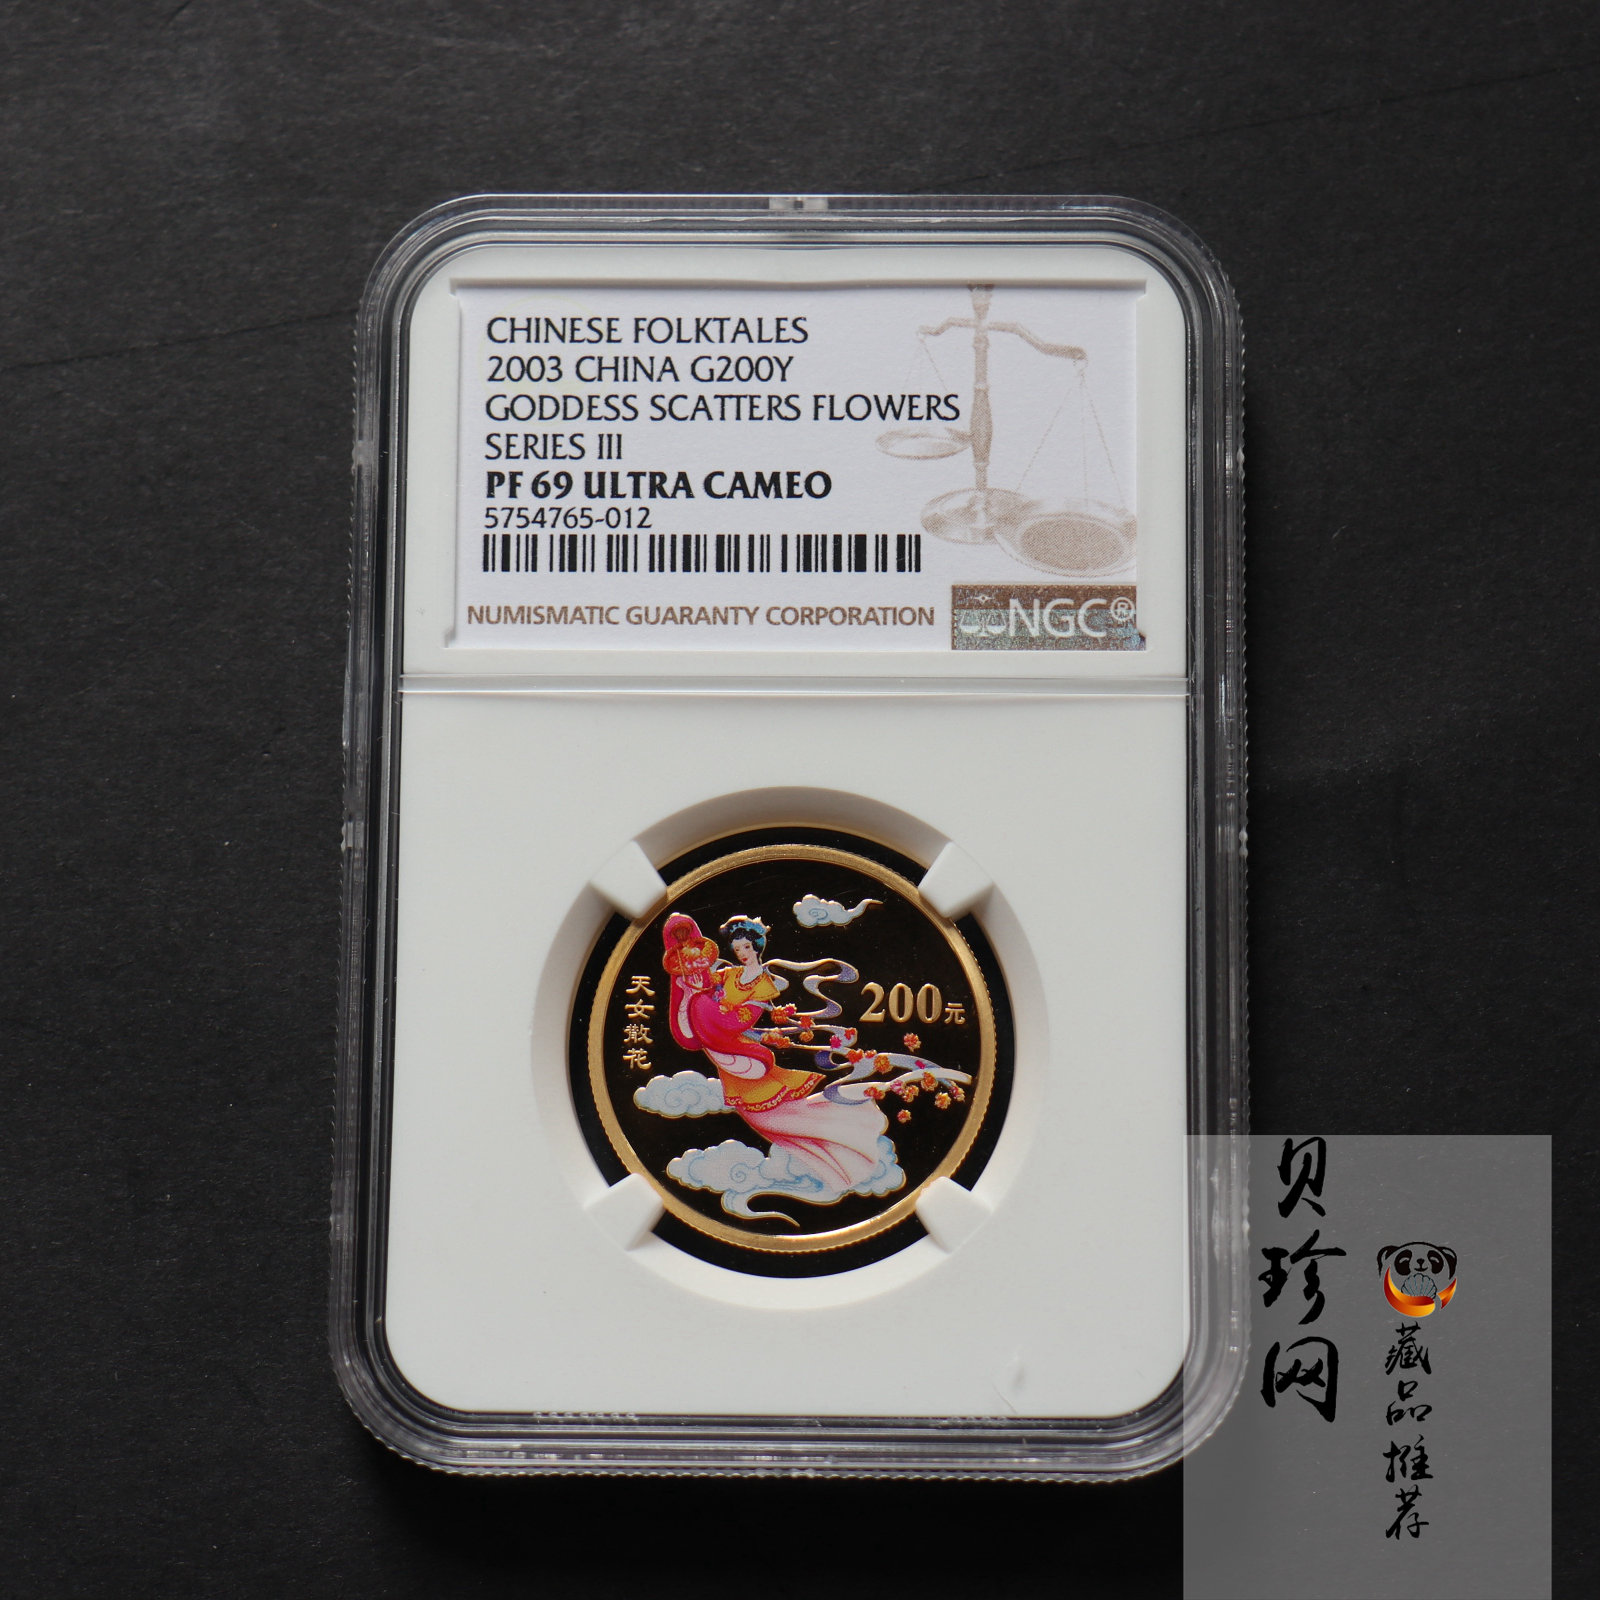 CHINESE FOLKTALES
2003 CHINA G200Y
GODDESS SCATTERS FLOWERS
SERIES III
PF 69 ULTRA CAMEO
5754765-012
NUMISMATIC GUARANTY CORPORATION
NGC®
天女散花
200元
贝珍网
藏品推荐